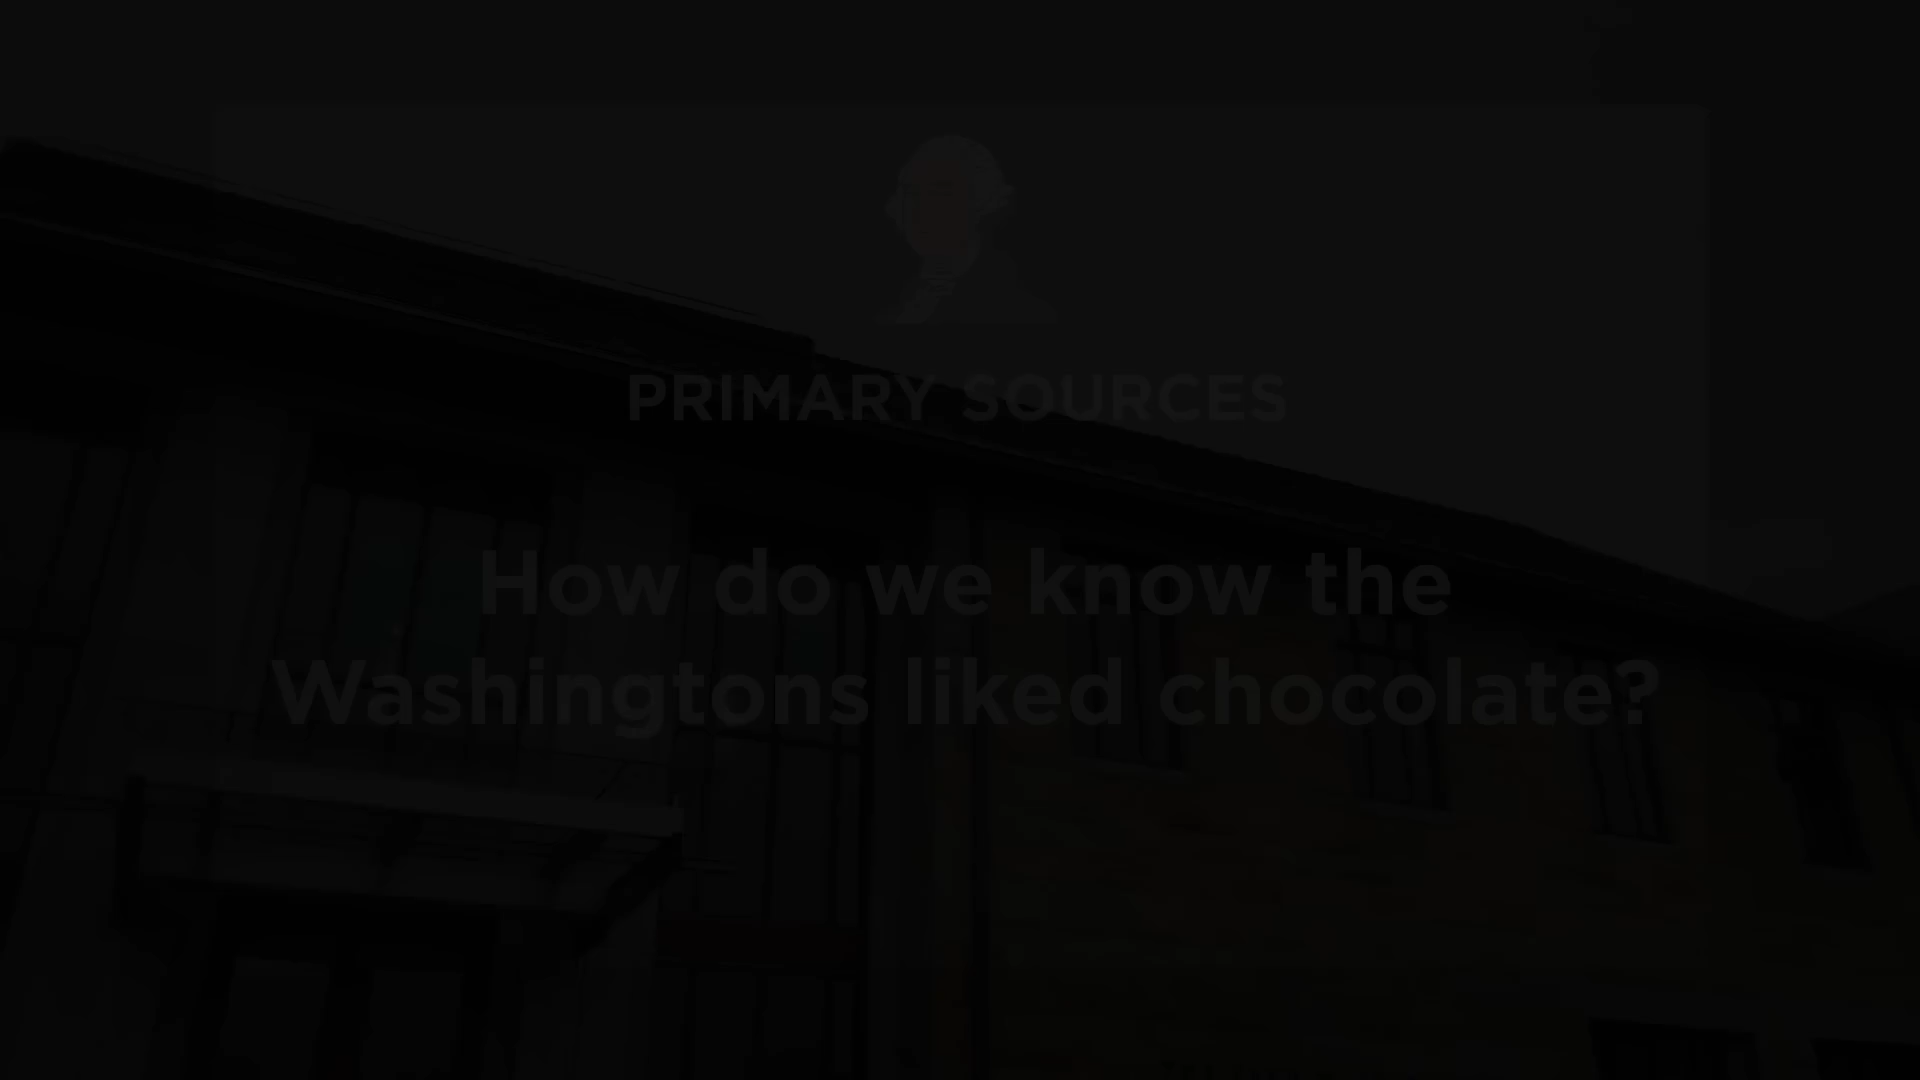 PRIMARY SOURCES
How do we know the
Washingtons liked chocolate?